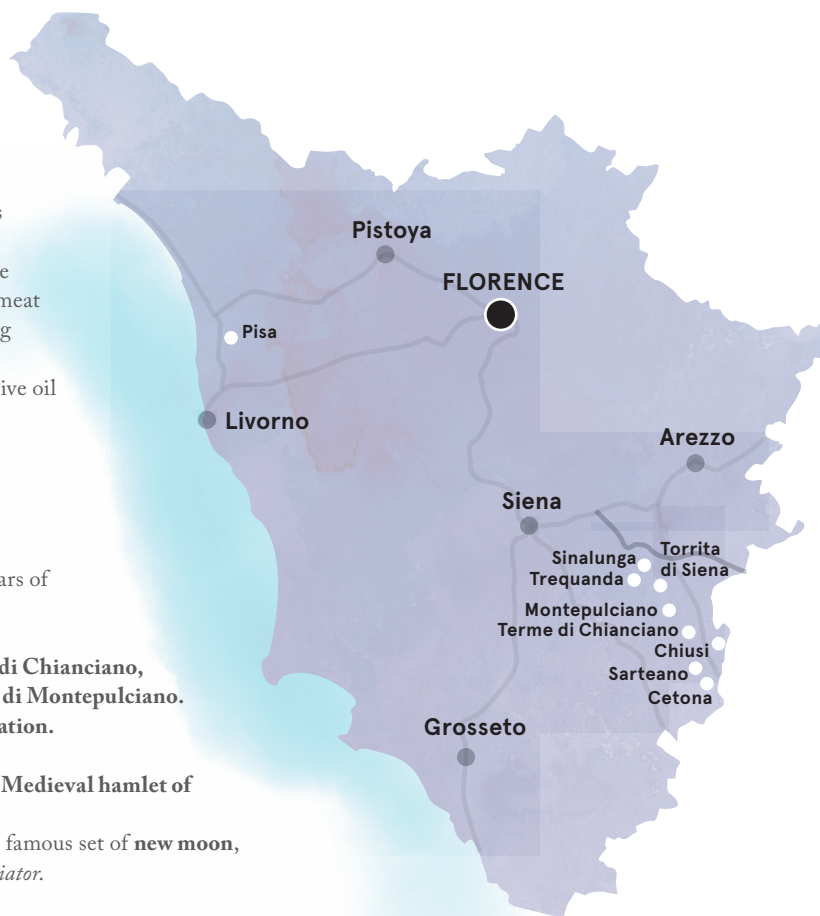 s
e
meat
g
ive oil
ars of
di Chianciano,
di Montepulciano.
ation.
Medieval hamlet of
famous set of new moon,
iator.
Pistoya
FLORENCE
Pisa
Livorno
Arezzo
Siena
Sinalunga
Torrita
di Siena
Trequanda
Montepulciano
Terme di Chianciano
Chiusi
Sarteano
Cetona
Grosseto